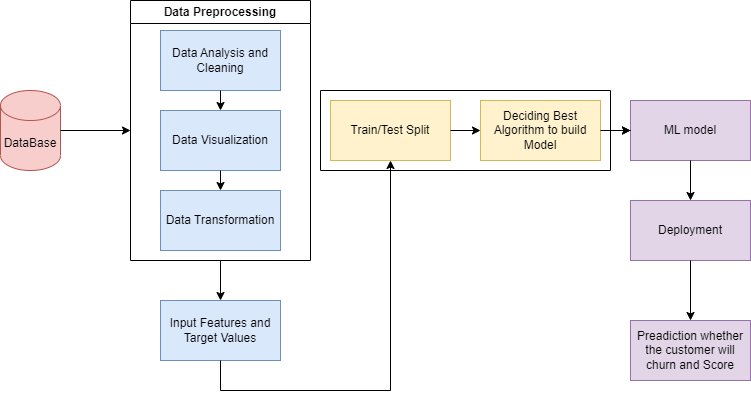 Data Preprocessing
Data Analysis and
Cleaning
Data Visualization
Data Transformation
DataBase
Input Features and
Target Values
Train/Test Split
Deciding Best
Algorithm to build
Model
ML model
Deployment
Preadiction whether
the customer will
churn and Score